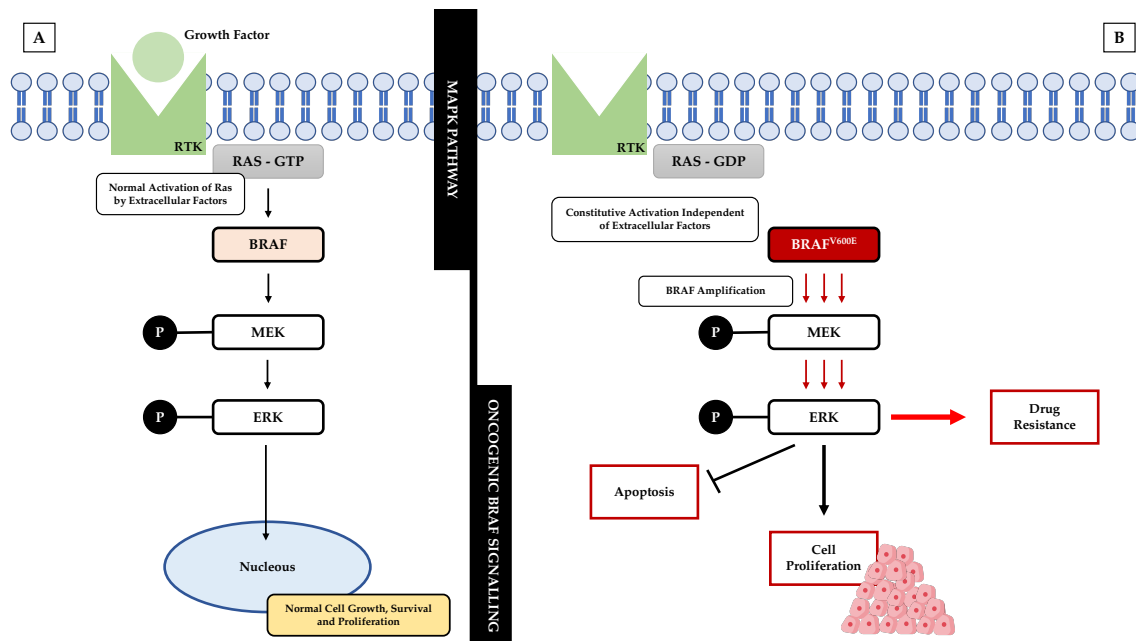 A
Growth Factor
RTK
RAS - GTP
Normal Activation of Ras
by Extracellular Factors
BRAF
P
MEK
P
ERK
Nucleous
Normal Cell Growth, Survival
and Proliferation
MAPK PATHWAY
ONCOGENIC BRAF SIGNALLING
B
RTK
RAS - GDP
Constitutive Activation Independent
of Extracellular Factors
BRAFV600E
BRAF Amplification
P
MEK
P
ERK
Drug
Resistance
Apoptosis
Cell
Proliferation